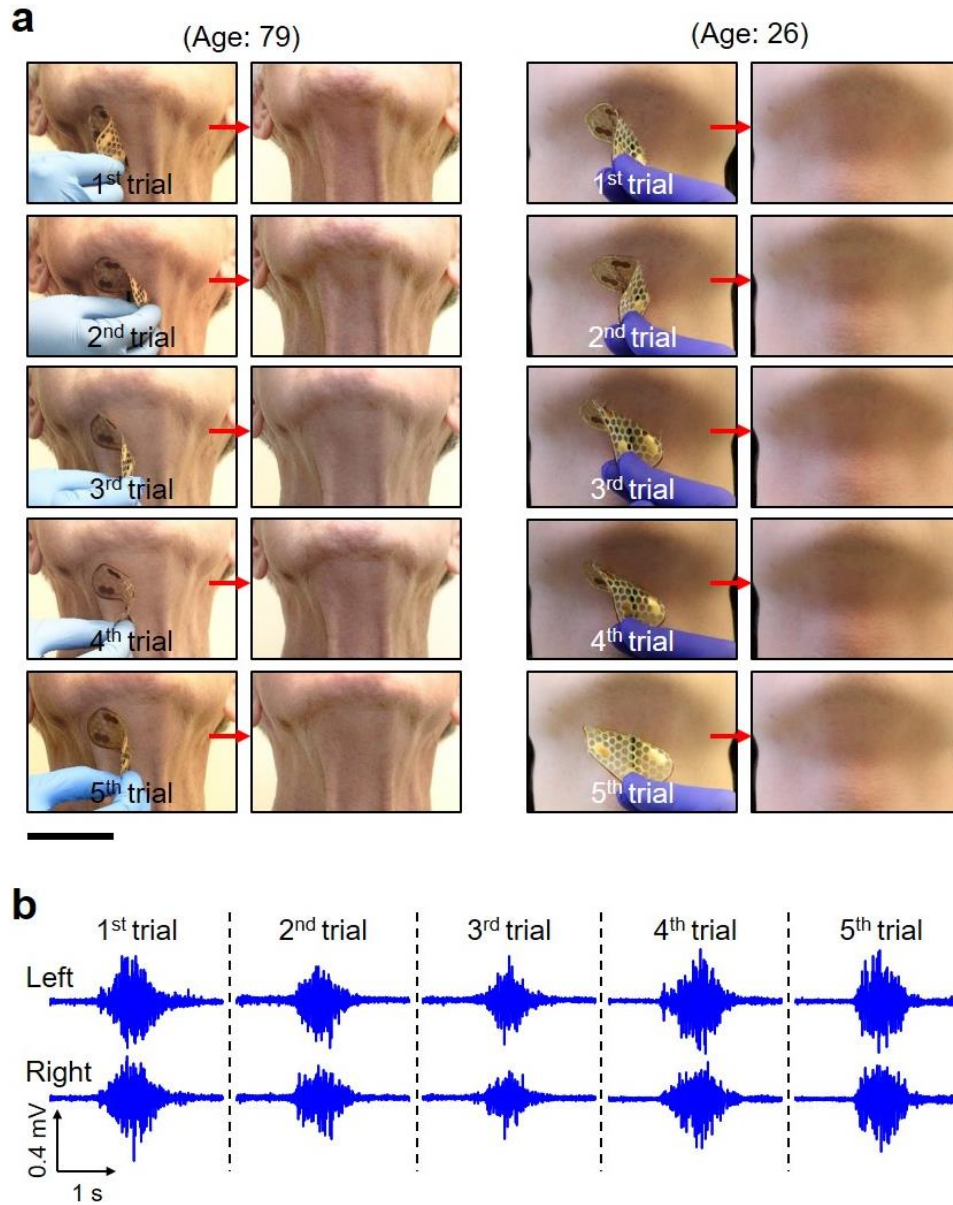 a
(Age: 79)
(Age: 26)
1st trial
1st trial
2nd trial
2nd trial
3rd trial
3rd trial
4th trial
4th trial
5th trial
5th trial
b
1st trial
2nd trial
3rd trial
4th trial
5th trial
Left
Right
0.4 mV
1 s